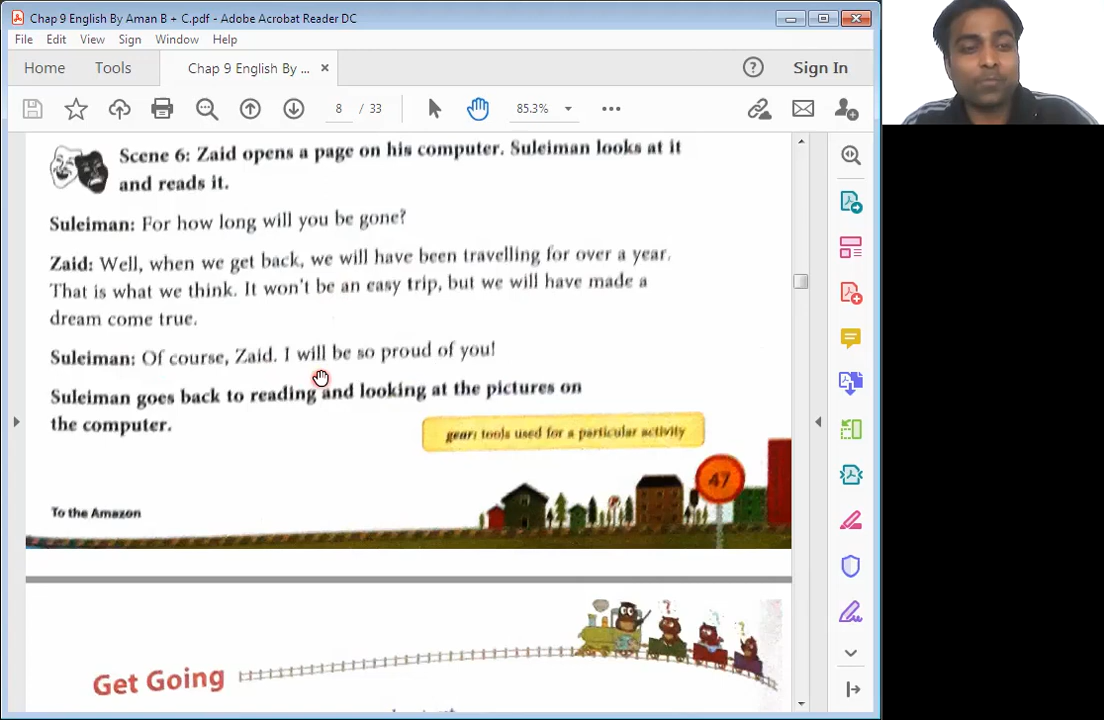 Chap 9 English By Aman B + C.pdf - Adobe Acrobat Reader DC
File Edit View Sign Window Help
Home Tools Chap 9 English By ... × ? Sign In
8 / 33 85.3%
Scene 6: Zaid opens a page on his computer. Suleiman looks at it
and reads it.
Suleiman: For how long will you be gone?
Zaid: Well, when we get back, we will have been travelling for over a year.
That is what we think. It won't be an easy trip, but we will have made a
dream come true.
Suleiman: Of course, Zaid. I will be so proud of you!
Suleiman goes back to reading and looking at the pictures on
the computer.
gear: tools used for a particular activity
47
To the Amazon
Get Going